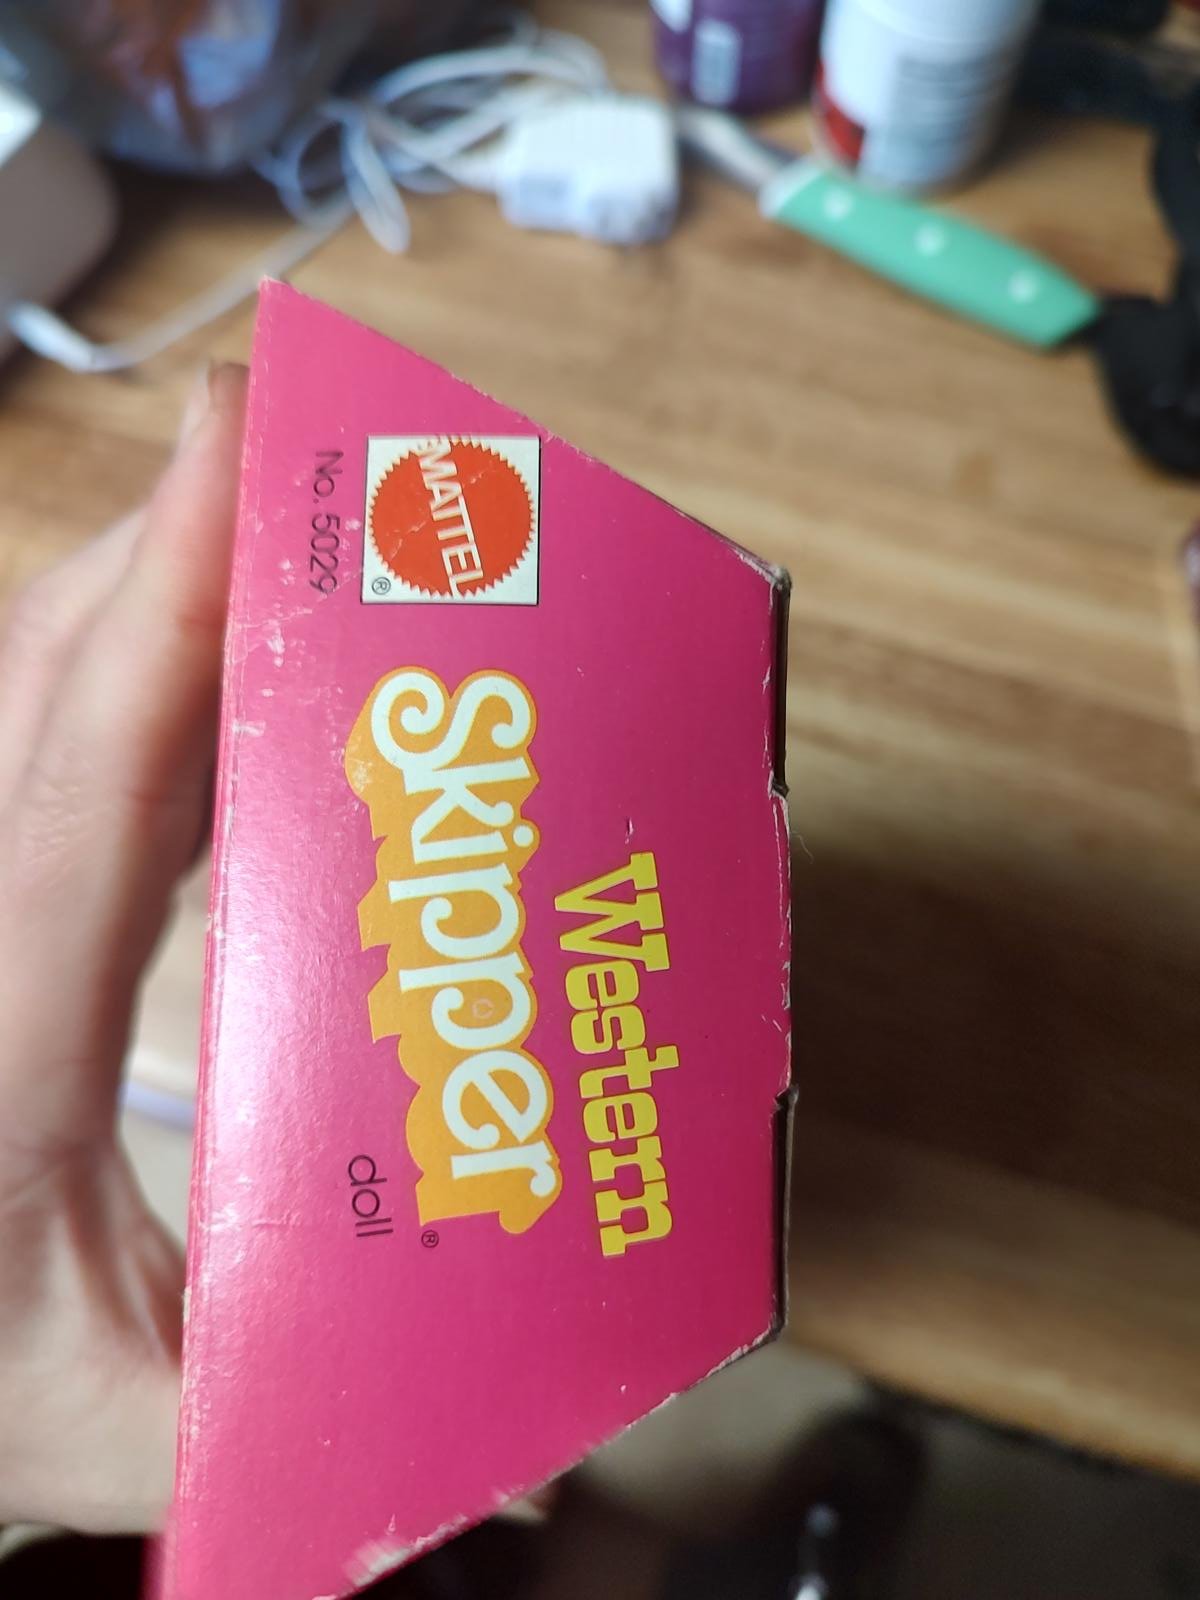 Western
Skipper®
doll
MATTEL
®
No. 5029